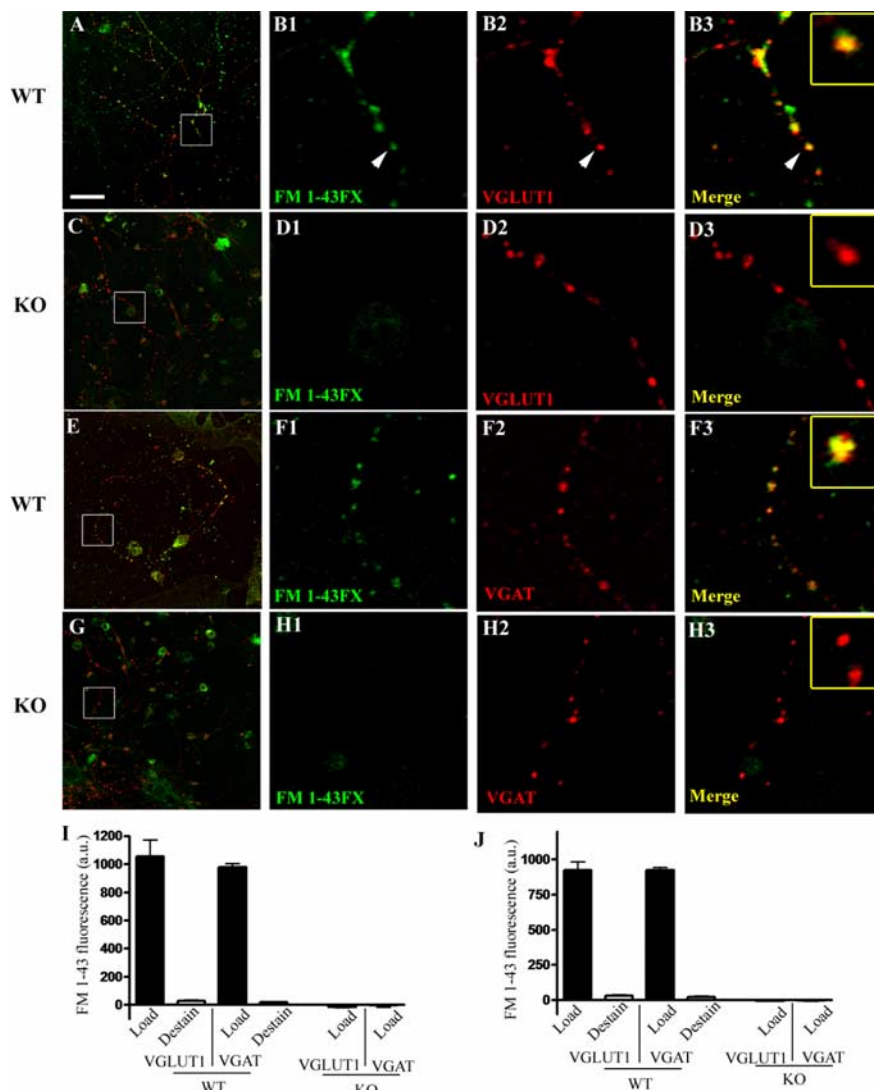 A B1 B2 B3
WT
FM 1-43FX VGLUT1 Merge
C D1 D2 D3
KO
FM 1-43FX VGLUT1 Merge
E F1 F2 F3
WT
FM 1-43FX VGAT Merge
G H1 H2 H3
KO
FM 1-43FX VGAT Merge
I
FM 1-43 fluorescence (a.u.)
1200
1000
800
600
400
200
0
Load Destain Load Destain Load Load
VGLUT1 VGAT VGLUT1 VGAT
WT KO
J
FM 1-43 fluorescence (a.u.)
1000
750
500
250
0
Load Destain Load Destain Load Load
VGLUT1 VGAT VGLUT1 VGAT
WT KO